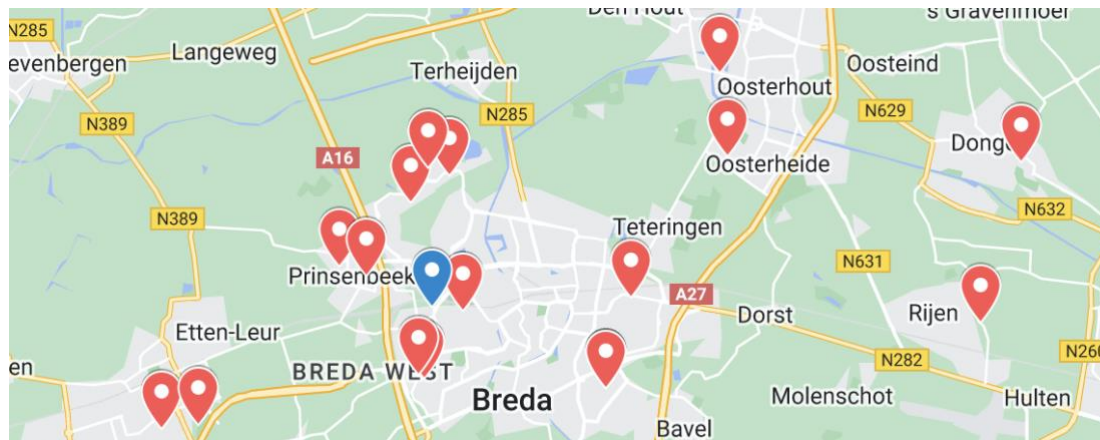 Den Hout
's Gravenmoer
N285
Langeweg
evenbergen
Terheijden
Oosteind
Oosterhout
N389
N285
N629
A16
Oosterheide
Dong
N389
N632
Teteringen
Prinsenbeek
N631
A27
Dorst
Rijen
Etten-Leur
en
BREDA WEST
N282
N260
Breda
Molenschot
Hulten
Bavel